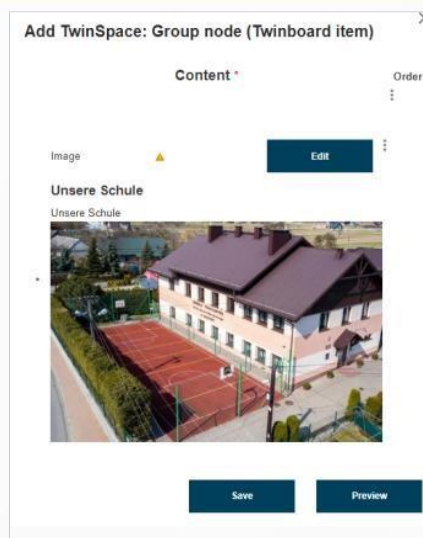 Add TwinSpace: Group node (Twinboard item)
Content *
Order
Image
Edit
Unsere Schule
Unsere Schule
Save
Preview